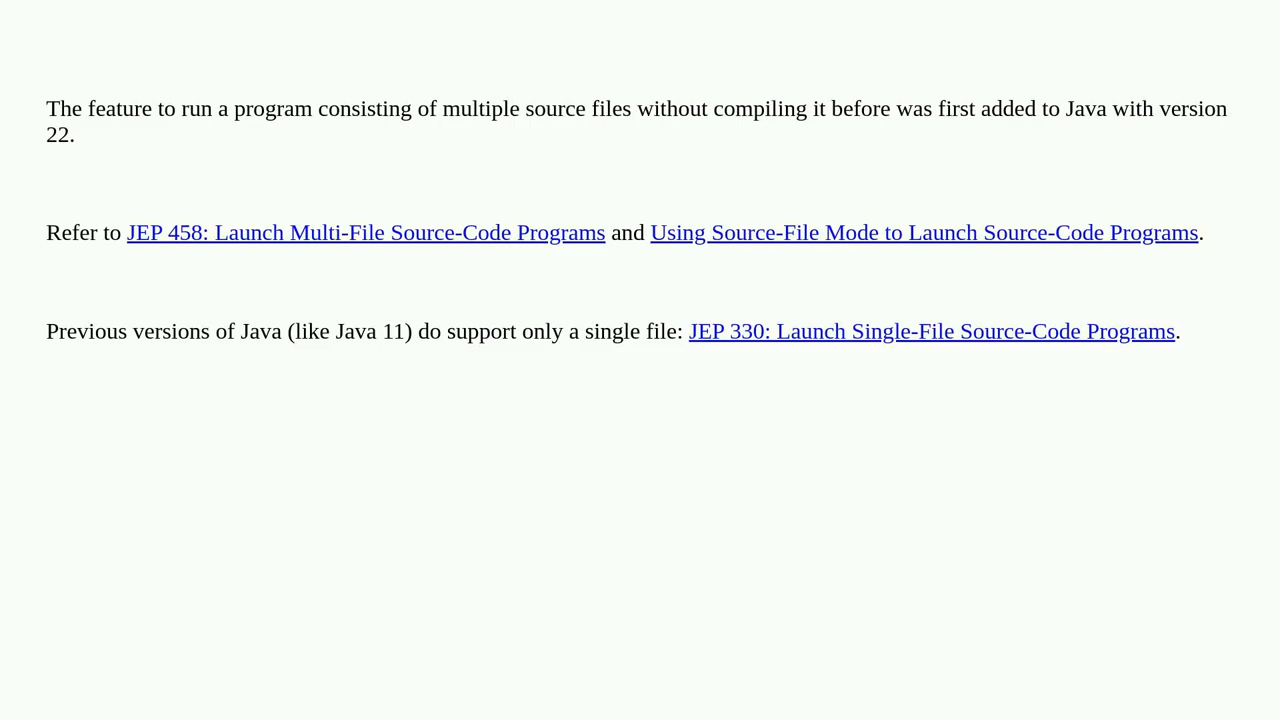 The feature to run a program consisting of multiple source files without compiling it before was first added to Java with version
22.
Refer to JEP 458: Launch Multi-File Source-Code Programs and Using Source-File Mode to Launch Source-Code Programs.
Previous versions of Java (like Java 11) do support only a single file: JEP 330: Launch Single-File Source-Code Programs.